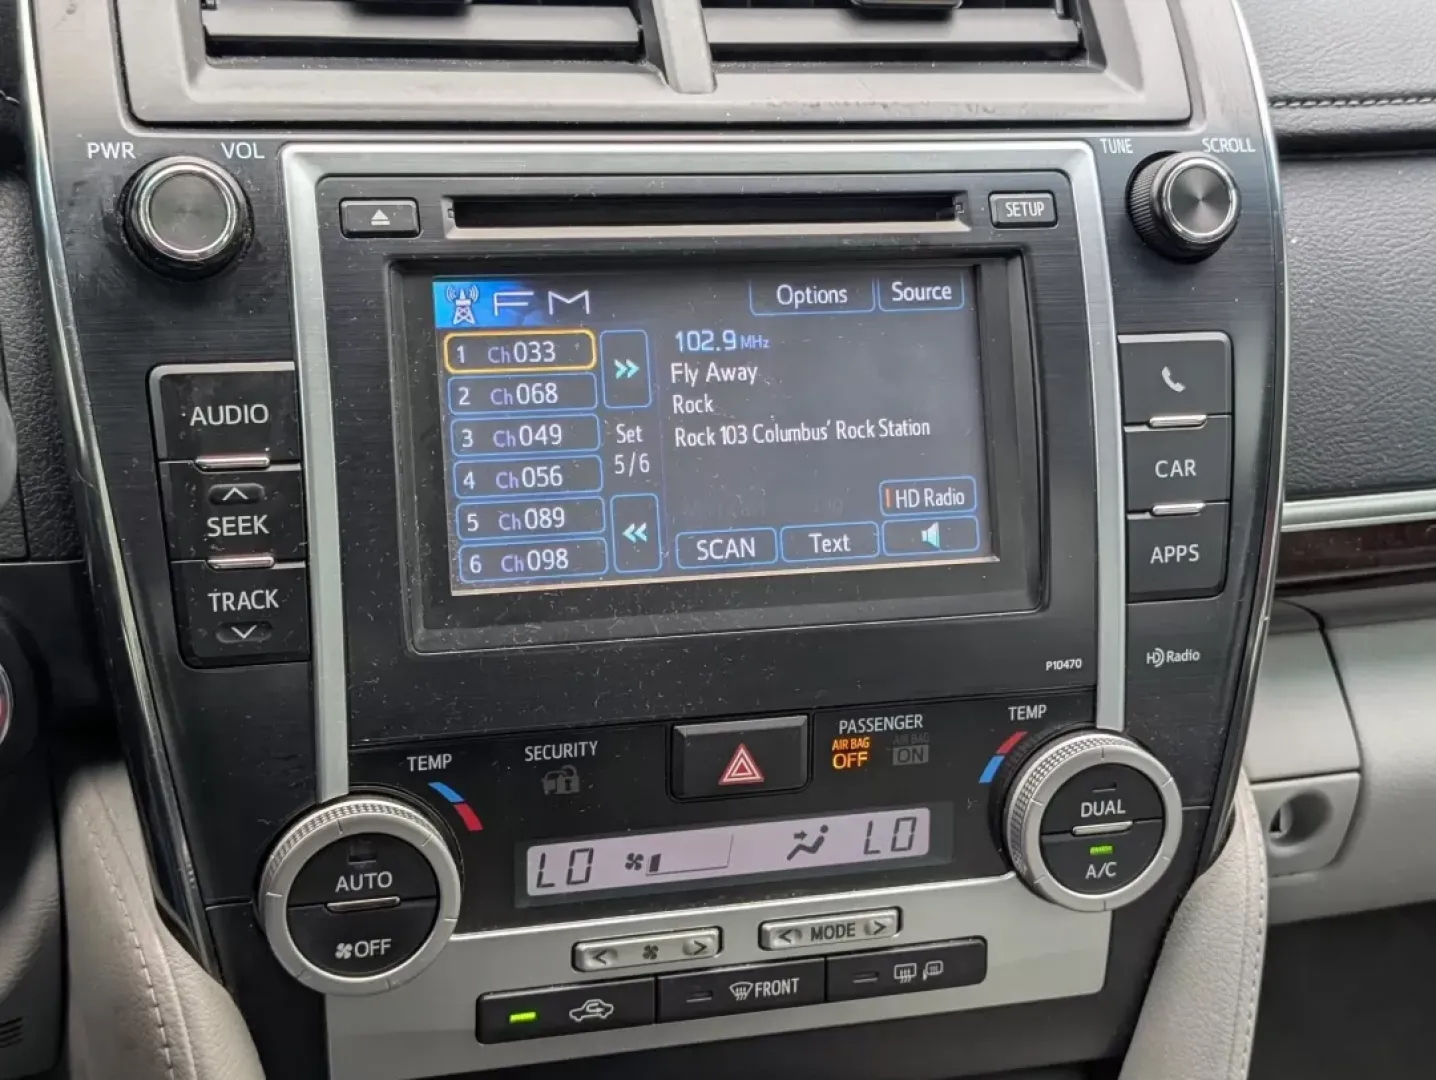 PWR VOL
TUNE SCROLL
SETUP
FM
Options
Source
1 Ch033
2 Ch068
3 Ch049
4 Ch056
5 Ch089
6 Ch098
Set
5/6
102.9 MHz
Fly Away
Rock
Rock 103 Columbus' Rock Station
HD Radio
SCAN
Text
AUDIO
SEEK
TRACK
CAR
APPS
P10470
HD Radio
TEMP
SECURITY
PASSENGER
AIR BAG
OFF
AIR BAG
ON
TEMP
AUTO
OFF
LO
LO
DUAL
A/C
MODE
FRONT